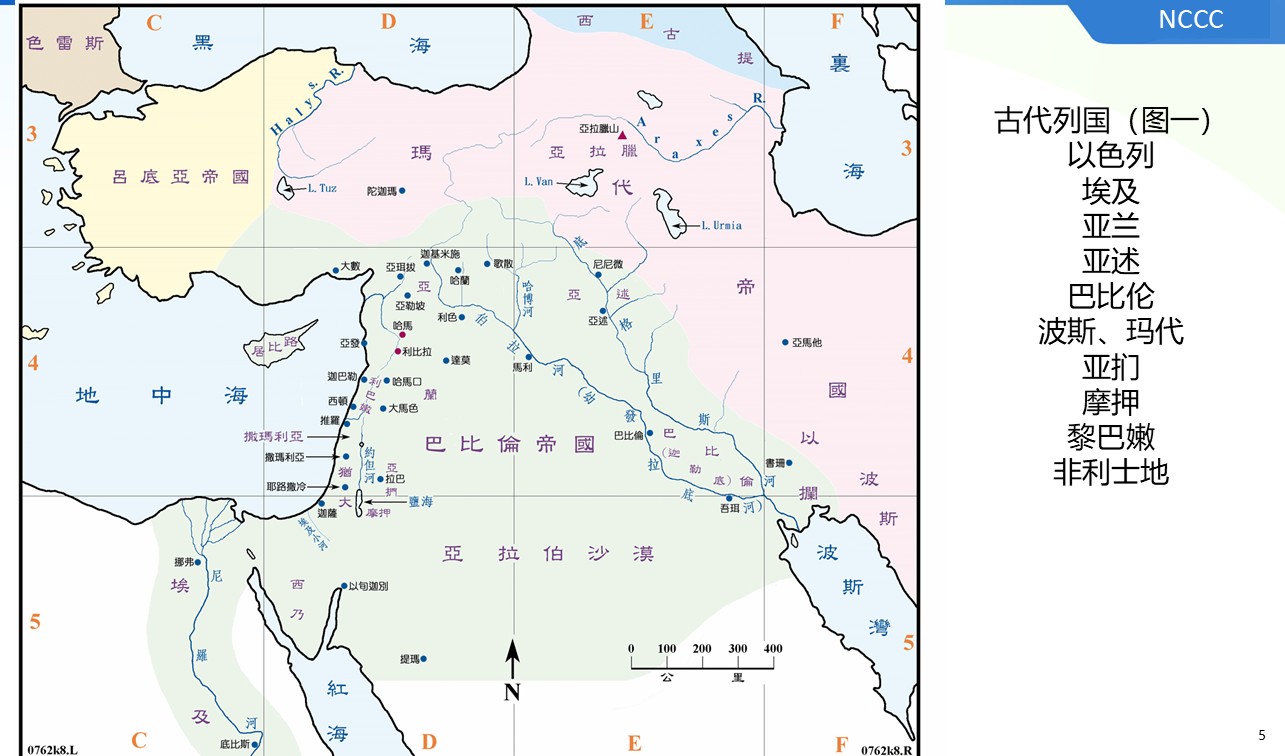 NCCC
古代列国（图一）
以色列
埃及
亚兰
亚述
巴比伦
波斯、玛代
亚扪
摩押
黎巴嫩
非利士地
5
C
D
E
F
西古提
色雷斯
黑海
裏海
Halys. R.
Araxes R.
3
3
亞拉臘山
亞拉臘
瑪代帝國
呂底亞帝國
L.Tuz
陀迦瑪
L.Van
L.Urmia
大數
亞珥拔
迦基米施
哈蘭
歌散
哈博河
尼尼微
亞述
亞述
底格里斯河
亞勒坡
亞蘭
利色
哈馬
利比拉
亞發
達莫
馬利
伯拉河(幼發拉底河)
亞馬他
居比路
4
4
地中海
迦巴勒
利巴嫩
哈馬口
西頓
大馬色
推羅
撒瑪利亞
撒瑪利亞
約但河
巴比倫帝國
巴比倫
巴比倫
(迦勒底)
書珊
以攔
波斯
猶大
亞捫
拉巴
耶路撒冷
鹽海
摩押
迦薩
埃及小河
吾珥
亞拉伯沙漠
波斯灣
挪弗
埃及
尼羅河
西乃
以旬迦別
5
5
提瑪
紅海
底比斯
N
0 100 200 300 400
公里
0762k8.L
C
D
E
F
0762k8.R